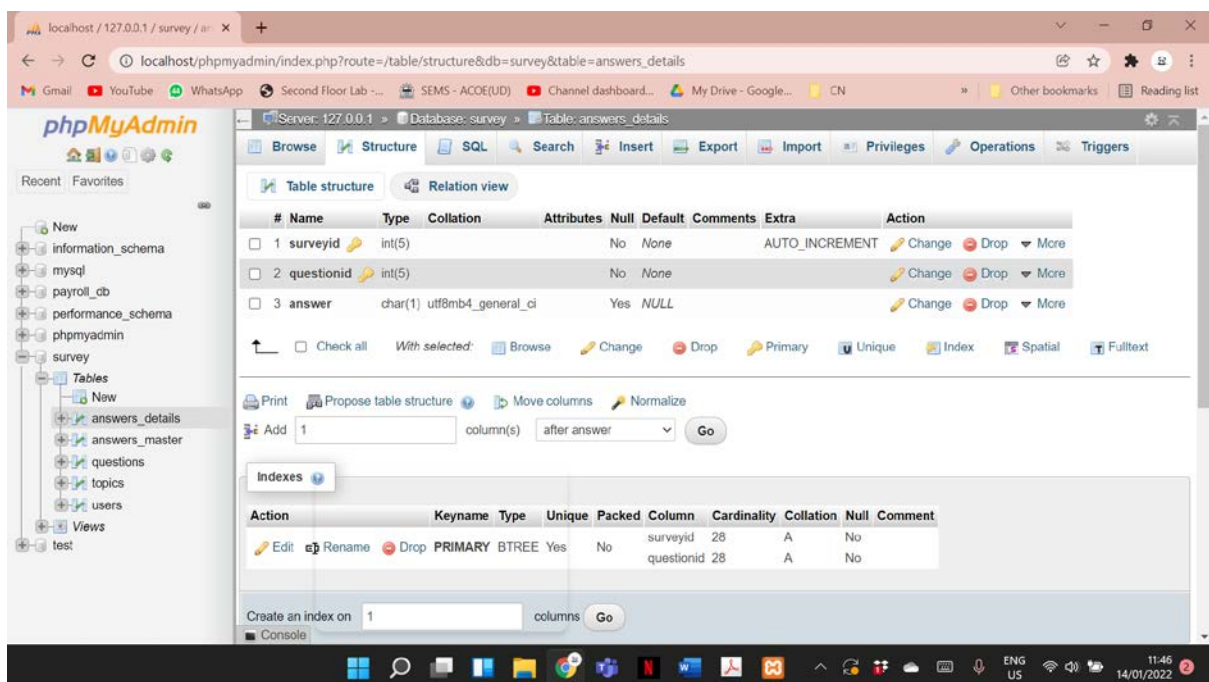 localhost / 127.0.0.1 / survey / an
localhost/phpmyadmin/index.php?route=/table/structure&db=survey&table=answers_details
Gmail YouTube WhatsApp Second Floor Lab -... SEMS - ACOE(UD) Channel dashboard... My Drive - Google... CN » Other bookmarks Reading list
phpMyAdmin
Recent Favorites
New
information_schema
mysql
payroll_db
performance_schema
phpmyadmin
survey
Tables
New
answers_details
answers_master
questions
topics
users
Views
test
Server: 127.0.0.1 » Database: survey » Table: answers_details
Browse Structure SQL Search Insert Export Import Privileges Operations Triggers
Table structure Relation view
# Name Type Collation Attributes Null Default Comments Extra Action
1 surveyid int(5) No None AUTO_INCREMENT Change Drop More
2 questionid int(5) No None Change Drop More
3 answer char(1) utf8mb4_general_ci Yes NULL Change Drop More
Check all With selected: Browse Change Drop Primary Unique Index Spatial Fulltext
Print Propose table structure Move columns Normalize
Add 1 column(s) after answer Go
Indexes
Action Keyname Type Unique Packed Column Cardinality Collation Null Comment
Edit Rename Drop PRIMARY BTREE Yes No surveyid 28 A No
questionid 28 A No
Create an index on 1 columns Go
Console
ENG
US
11:46
14/01/2022
2